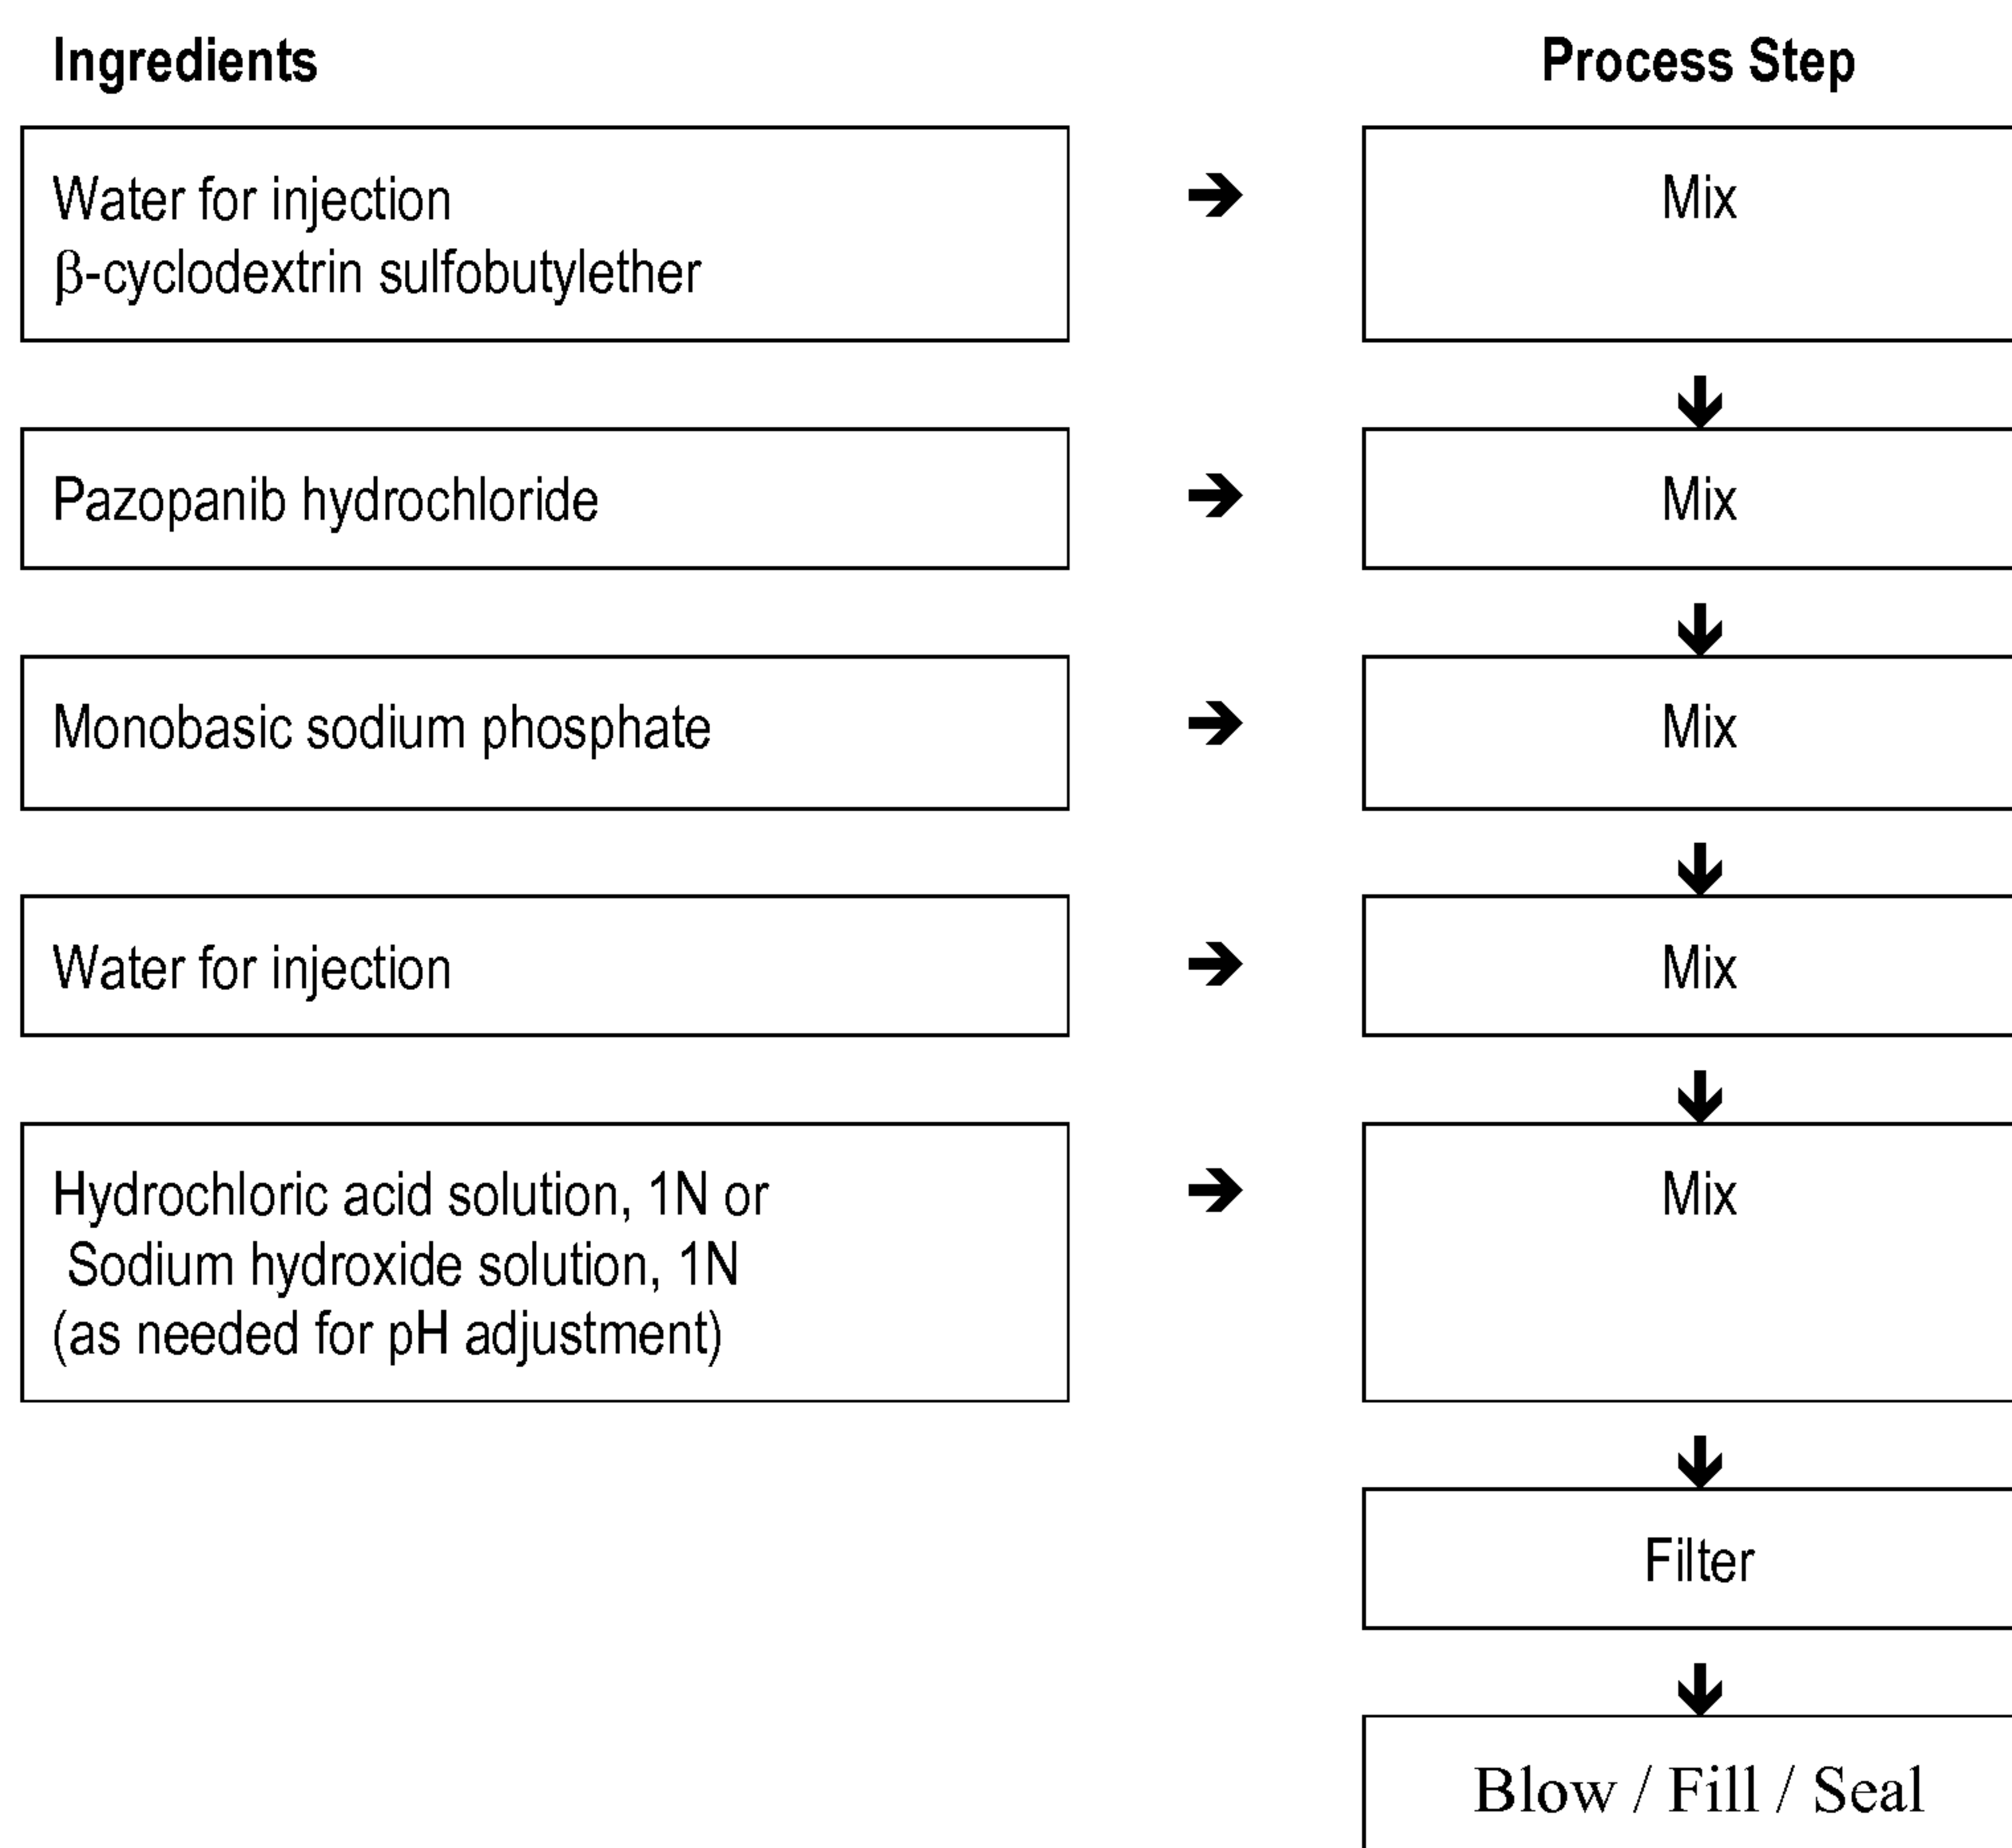 Ingredients
Process Step
Water for injection
β-cyclodextrin sulfobutylether
Mix
Pazopanib hydrochloride
Mix
Monobasic sodium phosphate
Mix
Water for injection
Mix
Hydrochloric acid solution, 1N or
Sodium hydroxide solution, 1N
(as needed for pH adjustment)
Mix
Filter
Blow / Fill / Seal